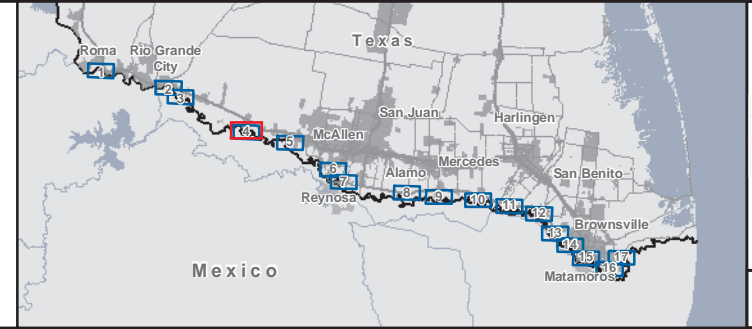 Texas
Roma
Rio Grande
City
1
2
3
San Juan
Harlingen
4
McAllen
5
Mercedes
6
Alamo
San Benito
7
Reynosa
8
9
10
11
12
Brownsville
13
14
15
17
16
Matamoros
Mexico